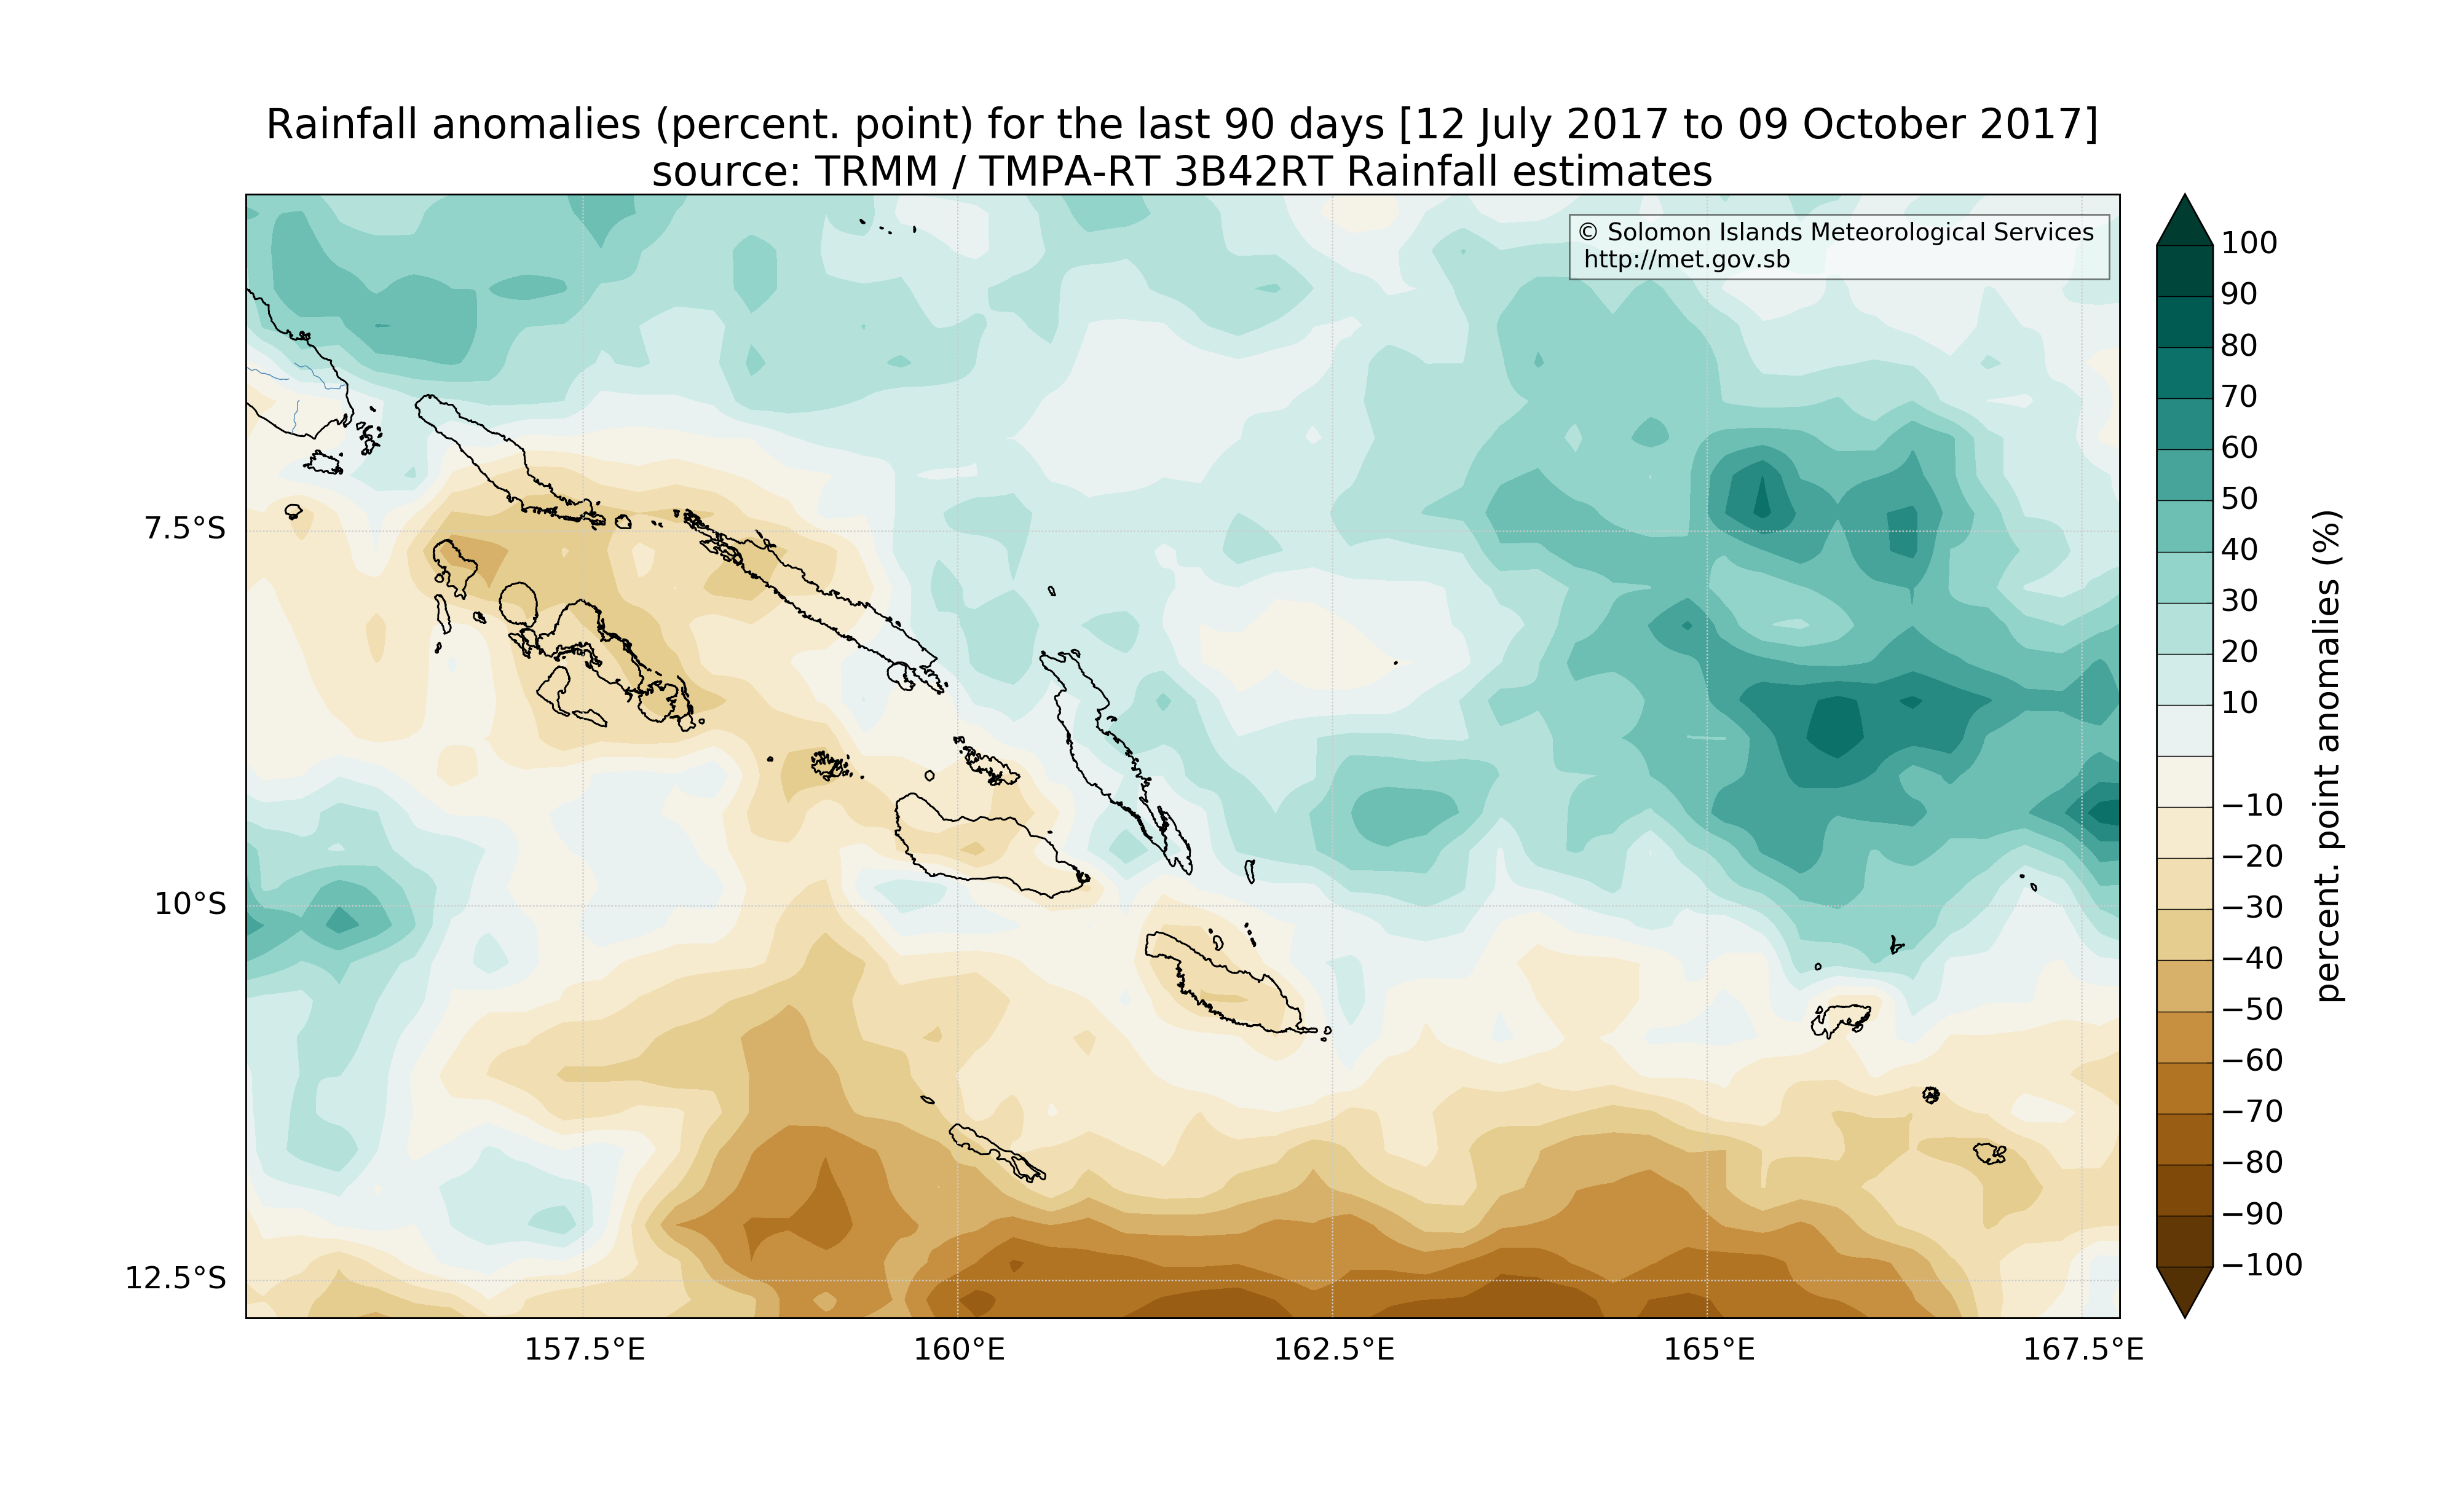 Rainfall anomalies (percent. point) for the last 90 days [12 July 2017 to 09 October 2017]
source: TRMM / TMPA-RT 3B42RT Rainfall estimates
© Solomon Islands Meteorological Services
http://met.gov.sb
7.5°S
10°S
12.5°S
157.5°E
160°E
162.5°E
165°E
167.5°E
100
90
80
70
60
50
40
30
20
10
−10
−20
−30
−40
−50
−60
−70
−80
−90
−100
percent. point anomalies (%)